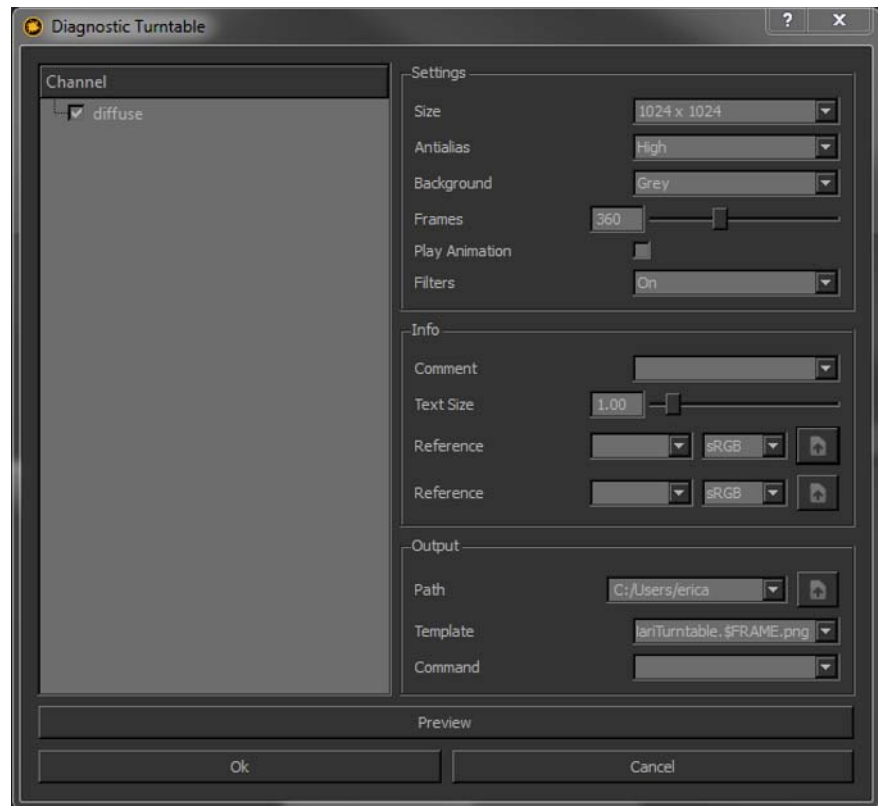 Diagnostic Turntable
? X
Channel
diffuse
Settings
Size 1024 x 1024
Antialias High
Background Grey
Frames 360
Play Animation
Filters On
Info
Comment
Text Size 1.00
Reference sRGB
Reference sRGB
Output
Path C:/Users/erica
Template lariTurntable.$FRAME.png
Command
Preview
Ok Cancel